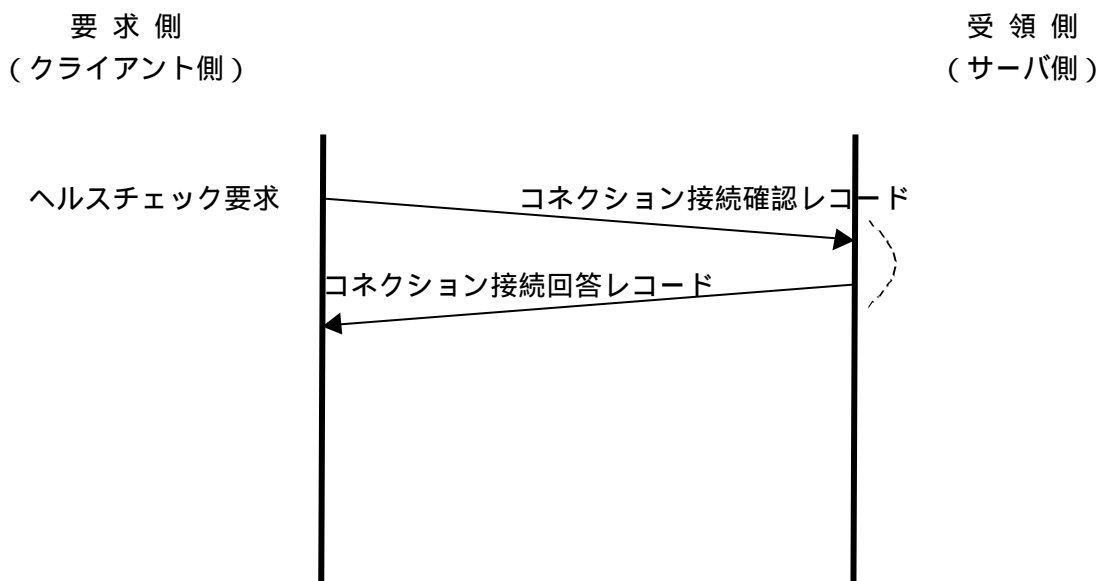 要 求 側
(クライアント側)
受 領 側
(サーバ側)
ヘルスチェック要求
コネクション接続確認レコード
コネクション接続回答レコード